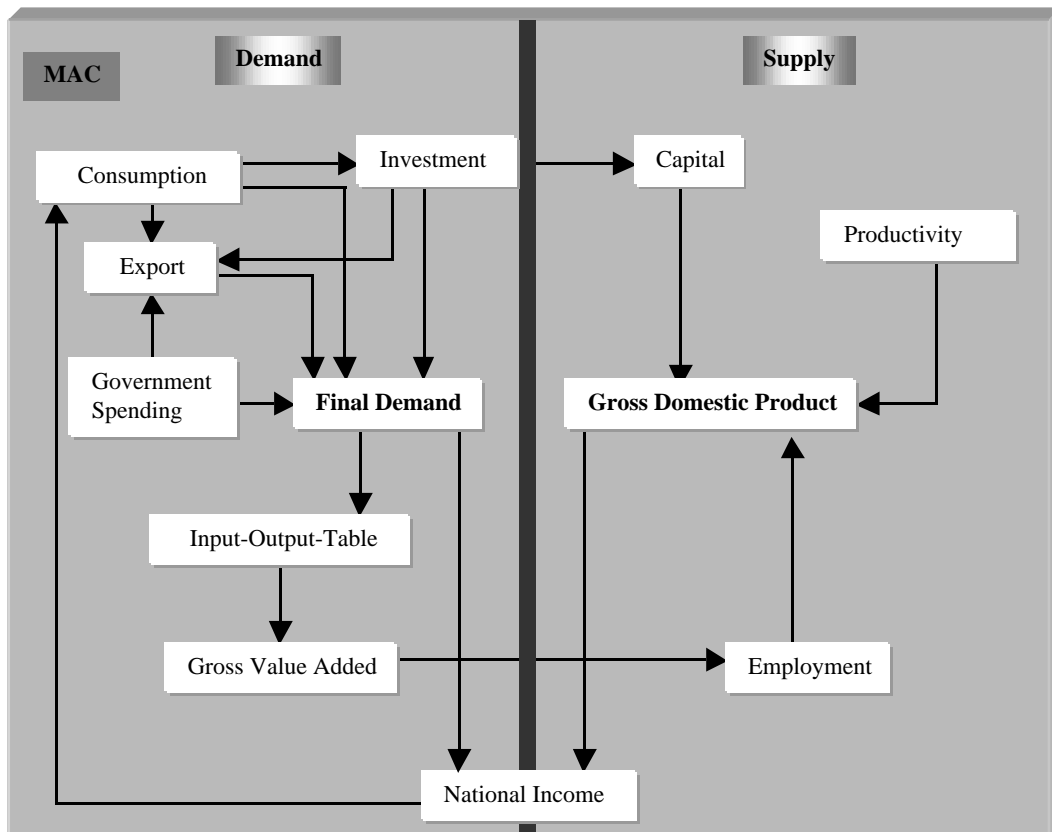 MAC
Demand
Supply
Consumption
Investment
Capital
Export
Productivity
Government
Spending
Final Demand
Gross Domestic Product
Input-Output-Table
Gross Value Added
Employment
National Income